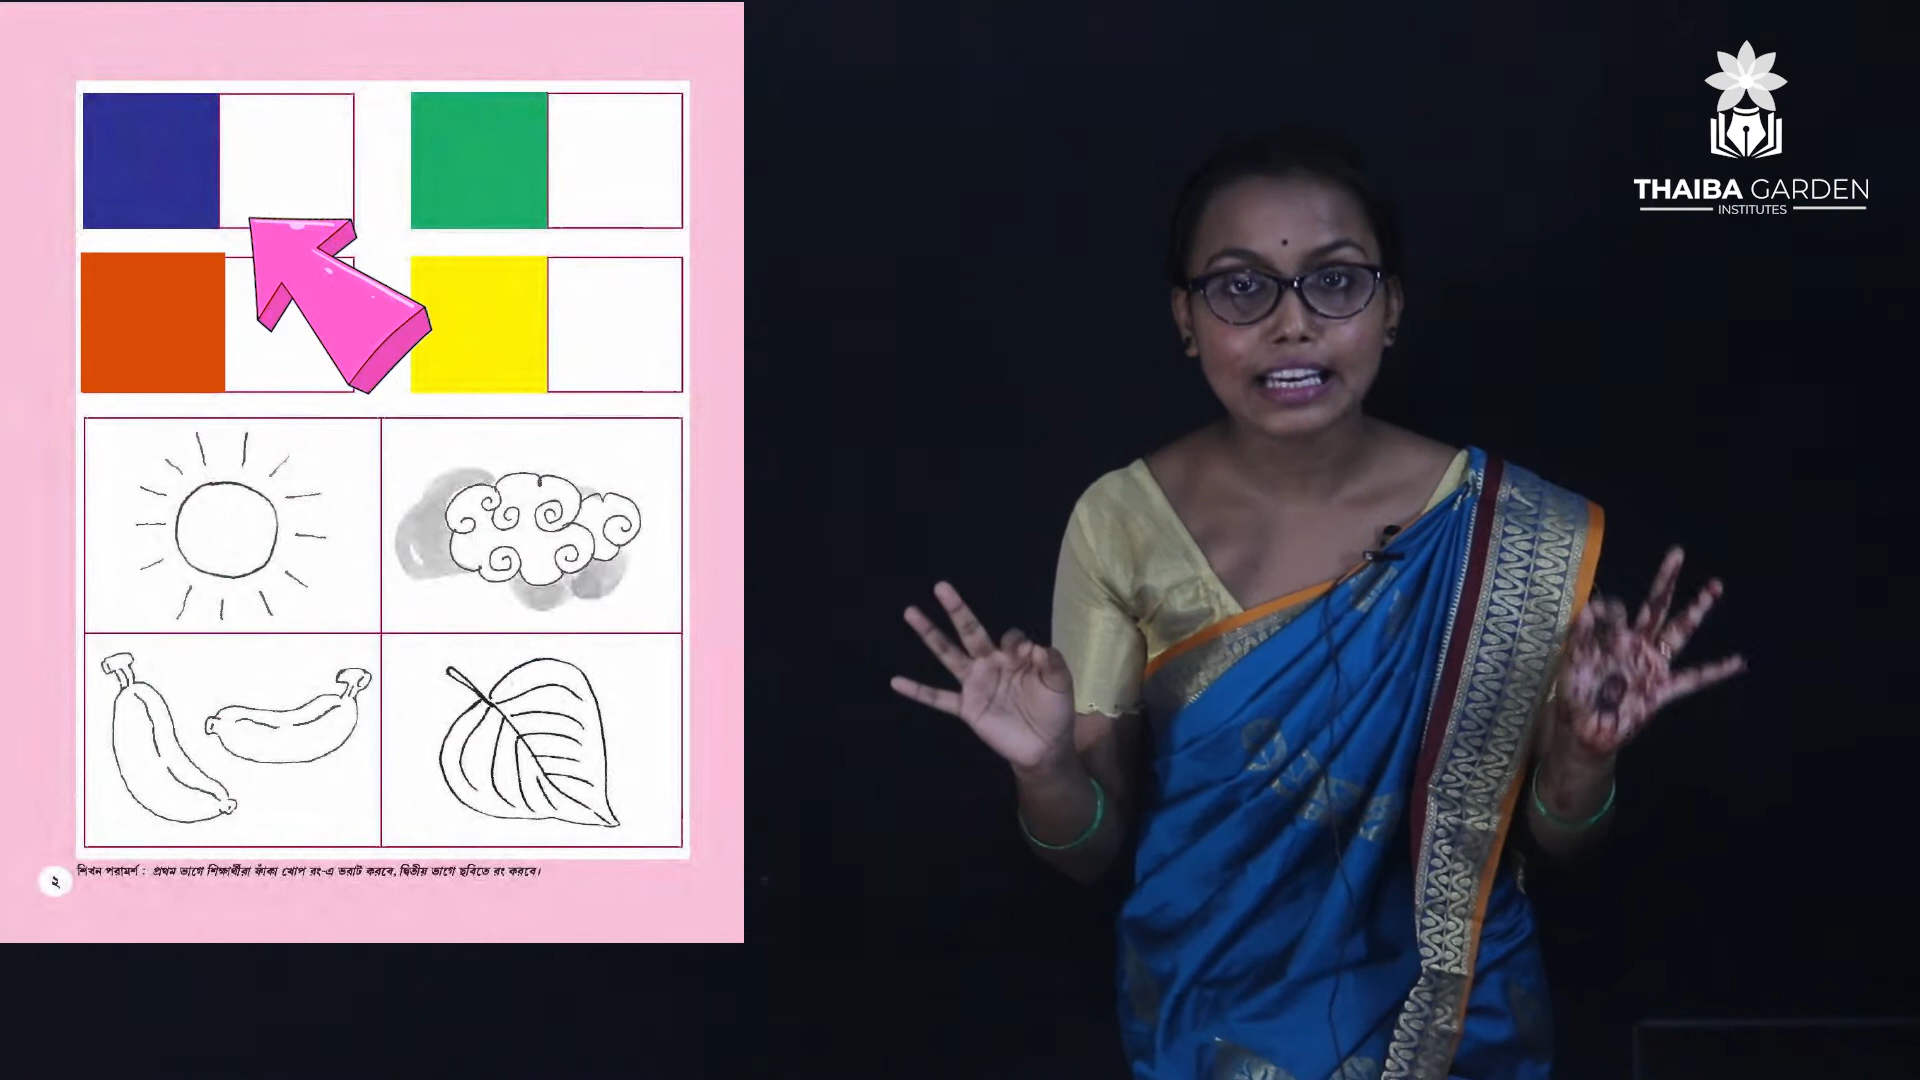 THAIBA GARDEN
INSTITUTES
শিখন পরামর্শ : প্রথম ভাগে শিক্ষার্থীরা ফাঁকা খোপ রং-এ ভরাট করবে, দ্বিতীয় ভাগে ছবিতে রং করবে।
২